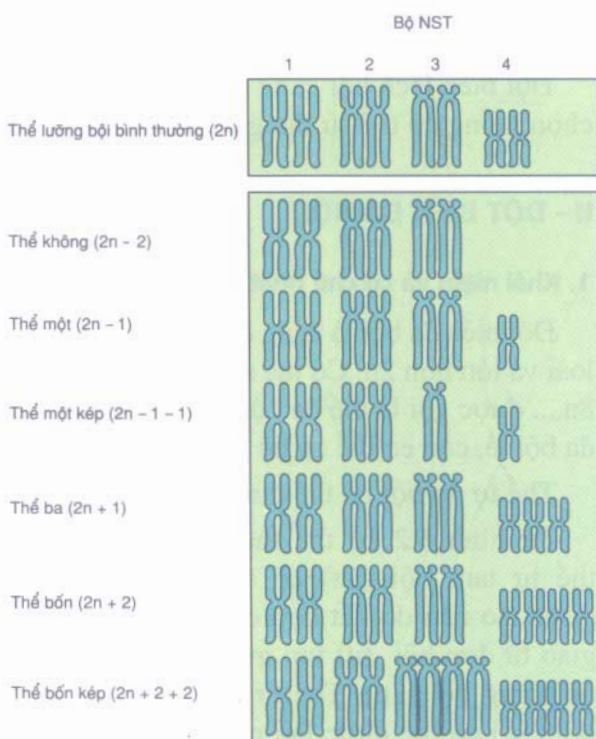 Bộ NST
1 2 3 4
Thể lưỡng bội bình thường (2n)
Thể không (2n - 2)
Thể một (2n – 1)
Thể một kép (2n – 1 – 1)
Thể ba (2n + 1)
Thể bốn (2n + 2)
Thể bốn kép (2n + 2 + 2)